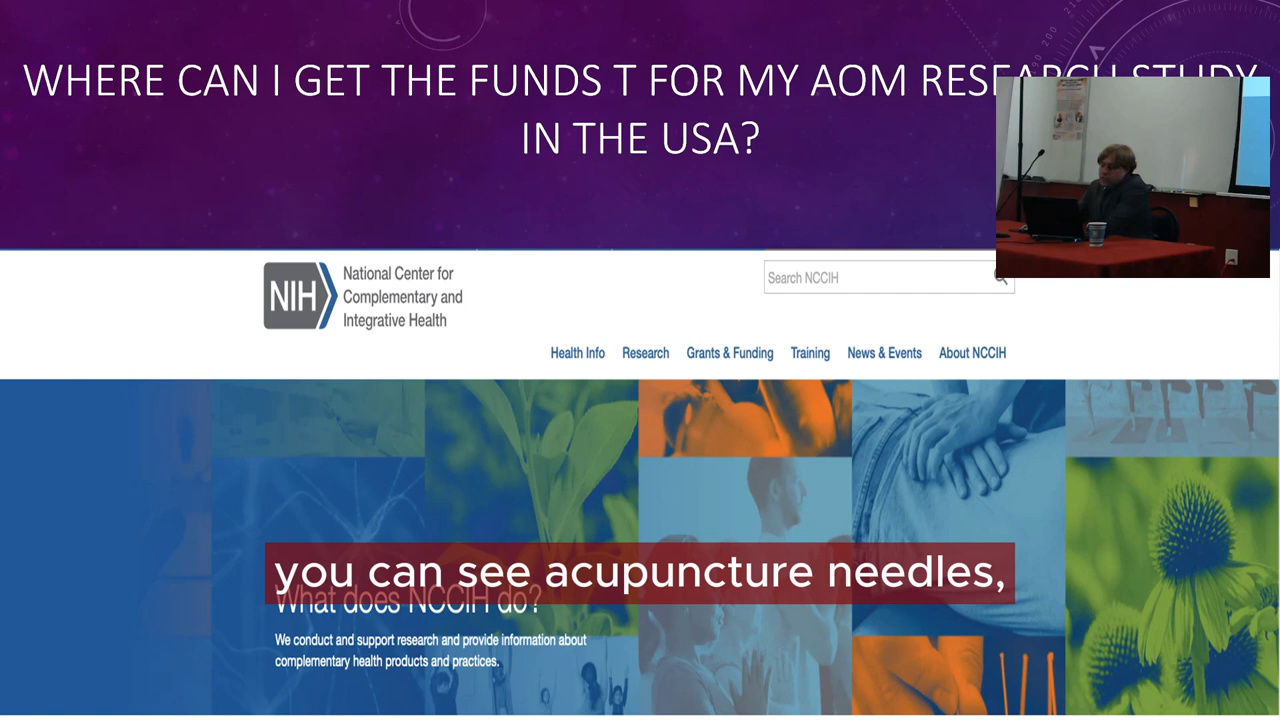 WHERE CAN I GET THE FUNDS T FOR MY AOM RESEARCH STUDY
IN THE USA?
NIH
National Center for
Complementary and
Integrative Health
Search NCCIH
Health Info Research Grants & Funding Training News & Events About NCCIH
you can see acupuncture needles,
What does NCCIH do?
We conduct and support research and provide information about
complementary health products and practices.